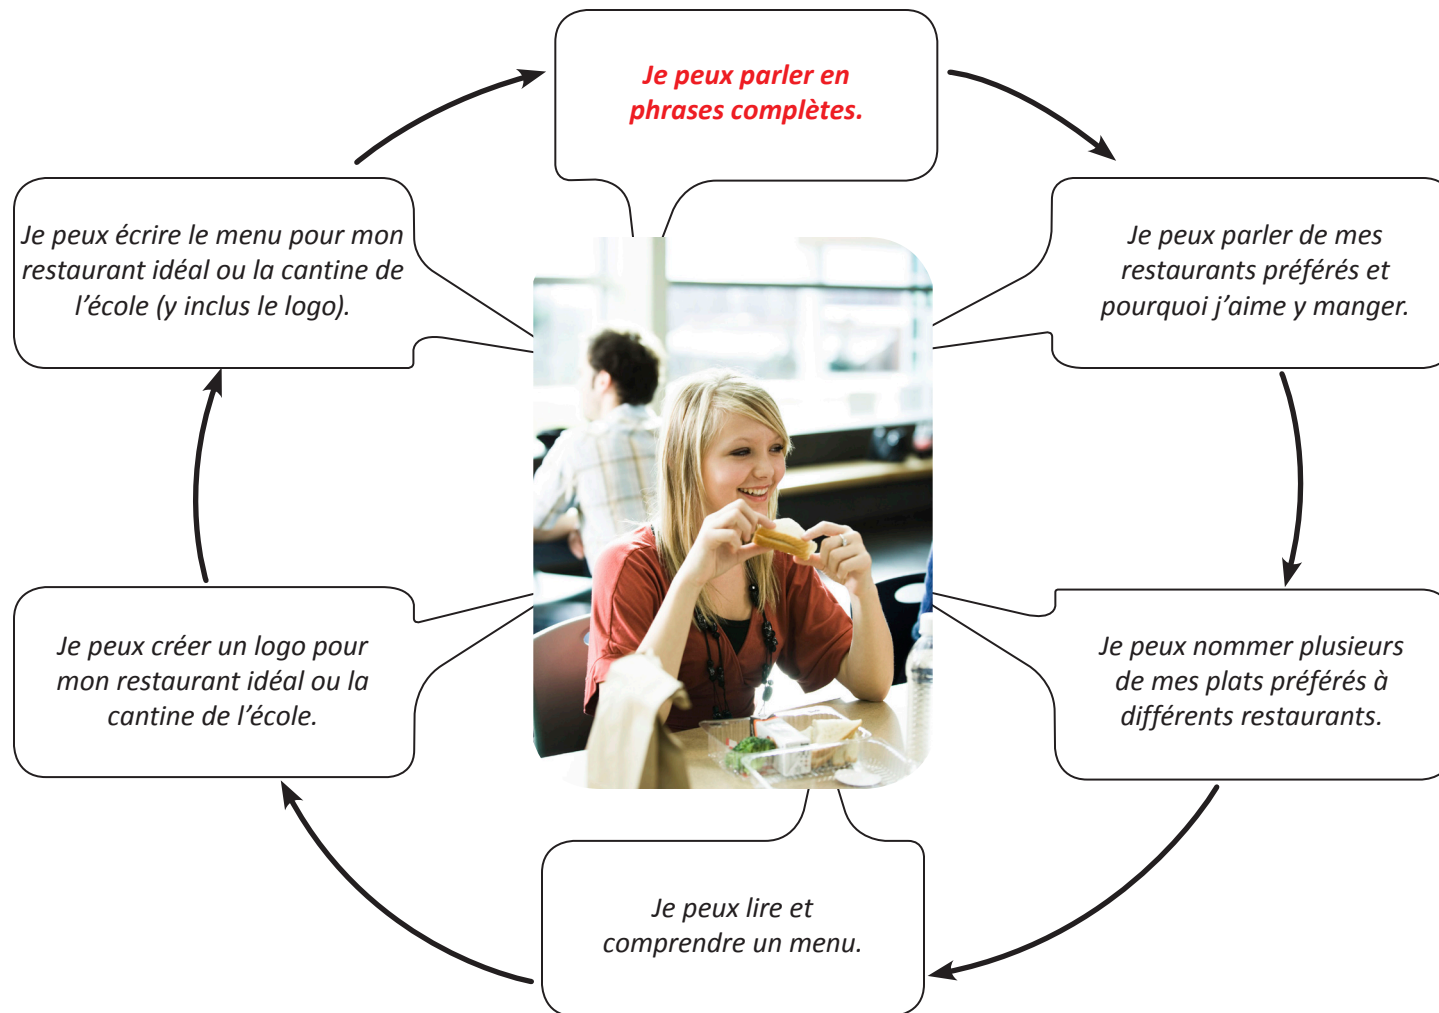 Je peux parler en
phrases complètes.
Je peux parler de mes
restaurants préférés et
pourquoi j’aime y manger.
Je peux nommer plusieurs
de mes plats préférés à
différents restaurants.
Je peux lire et
comprendre un menu.
Je peux créer un logo pour
mon restaurant idéal ou la
cantine de l’école.
Je peux écrire le menu pour mon
restaurant idéal ou la cantine de
l’école (y inclus le logo).